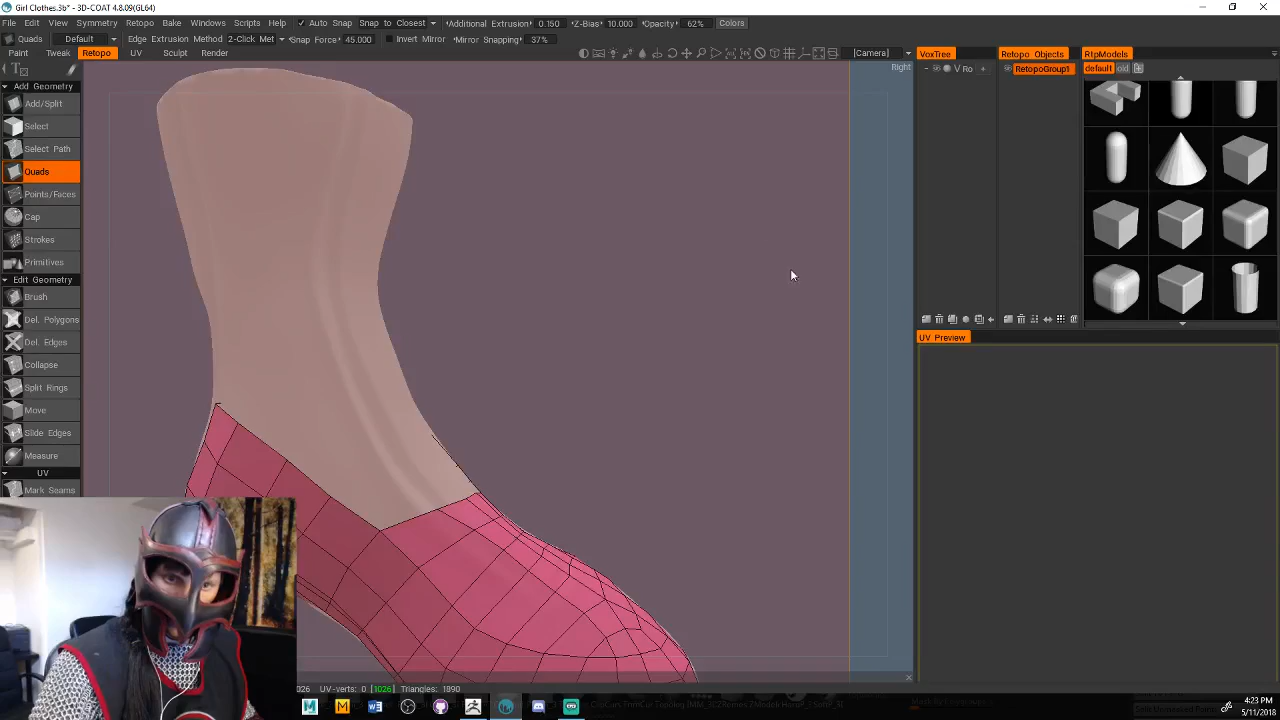 Girl Clothes.3b* - 3D-COAT 4.8.09(GL64)
File Edit View Symmetry Retopo Bake Windows Scripts Help Auto Snap Snap to Closest Additional Extrusion 0.150 Z-Bias 10.000 Opacity 62% Colors
Quads Default Edge Extrusion Method 2-Click Met Snap Force 45.000 Invert Mirror Mirror Snapping 37%
Paint Tweak Retopo UV Sculpt Render [Camera] VoxTree Retopo Objects RtpModels
Right
V Ro +
RetopoGroup1
default old
Add Geometry
Add/Split
Select
Select Path
Quads
Points/Faces
Cap
Strokes
Primitives
Edit Geometry
Brush
Del. Polygons
Del. Edges
Collapse
Split Rings
Move
Slide Edges
Measure
UV
Mark Seams
UV Preview
026 UV-verts: 0 [1026] Triangles: 1890
4:23 PM
5/11/2018